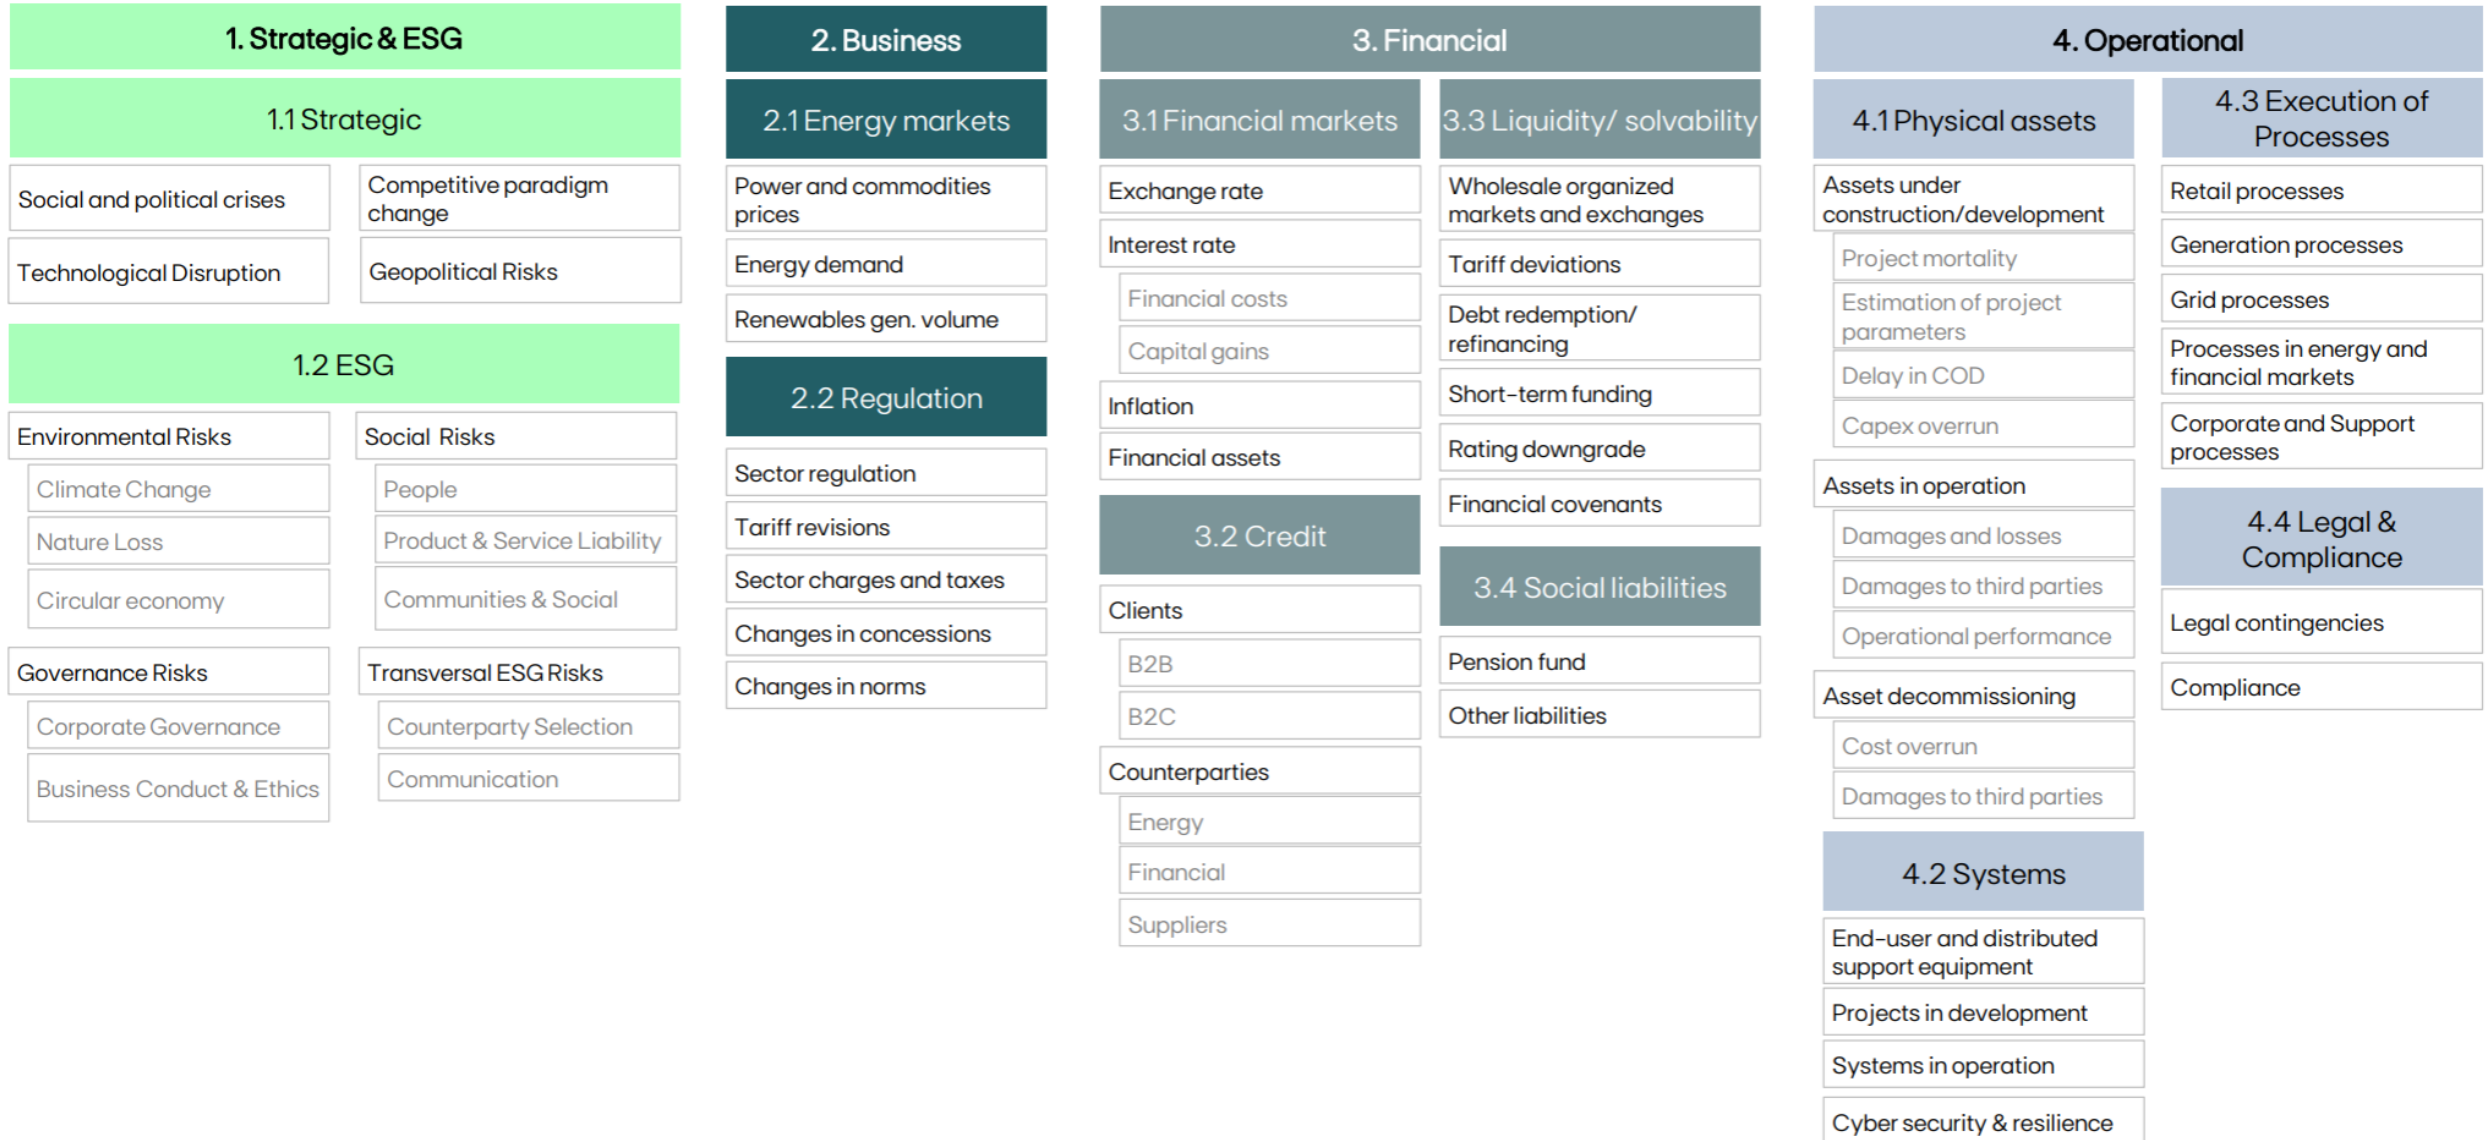 1. Strategic & ESG
1.1 Strategic
Social and political crises
Competitive paradigm
change
Technological Disruption
Geopolitical Risks
1.2 ESG
Environmental Risks
Climate Change
Nature Loss
Circular economy
Social Risks
People
Product & Service Liability
Communities & Social
Governance Risks
Corporate Governance
Business Conduct & Ethics
Transversal ESG Risks
Counterparty Selection
Communication
2. Business
2.1 Energy markets
Power and commodities
prices
Energy demand
Renewables gen. volume
2.2 Regulation
Sector regulation
Tariff revisions
Sector charges and taxes
Changes in concessions
Changes in norms
3. Financial
3.1 Financial markets
Exchange rate
Interest rate
Financial costs
Capital gains
Inflation
Financial assets
3.2 Credit
Clients
B2B
B2C
Counterparties
Energy
Financial
Suppliers
3.3 Liquidity/ solvability
Wholesale organized
markets and exchanges
Tariff deviations
Debt redemption/
refinancing
Short-term funding
Rating downgrade
Financial covenants
3.4 Social liabilities
Pension fund
Other liabilities
4. Operational
4.1 Physical assets
Assets under
construction/development
Project mortality
Estimation of project
parameters
Delay in COD
Capex overrun
Assets in operation
Damages and losses
Damages to third parties
Operational performance
Asset decommissioning
Cost overrun
Damages to third parties
4.2 Systems
End-user and distributed
support equipment
Projects in development
Systems in operation
Cyber security & resilience
4.3 Execution of
Processes
Retail processes
Generation processes
Grid processes
Processes in energy and
financial markets
Corporate and Support
processes
4.4 Legal &
Compliance
Legal contingencies
Compliance